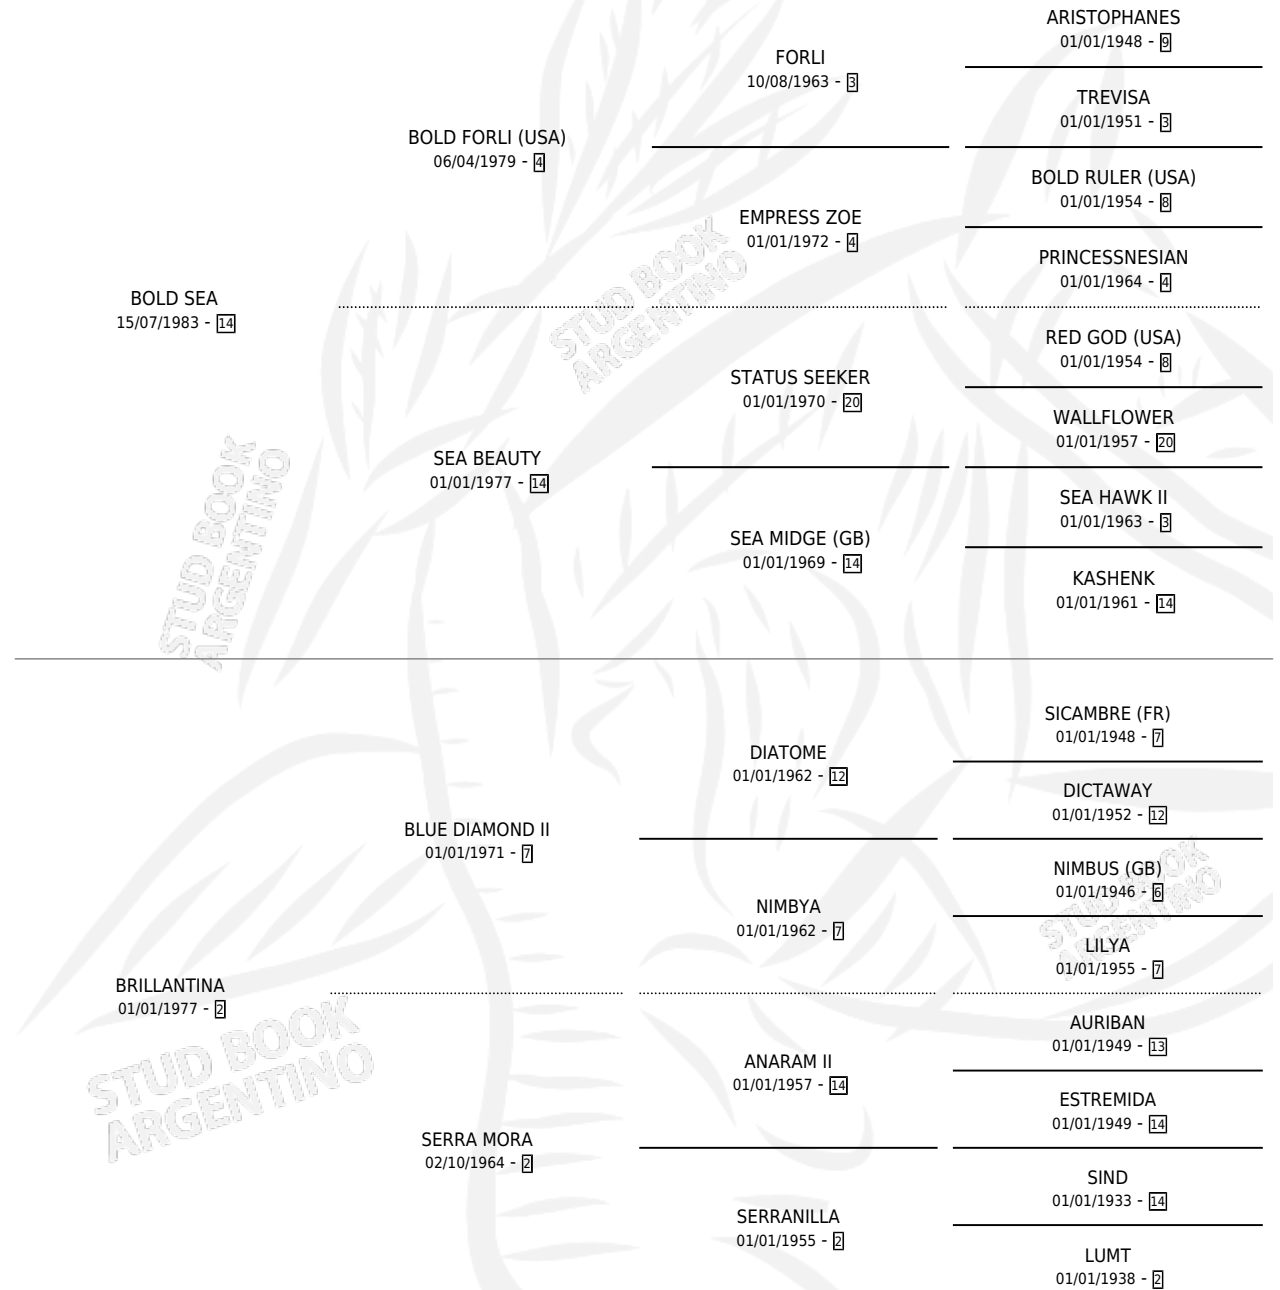 BOLD SEA
15/07/1983 - 14
BOLD FORLI (USA)
06/04/1979 - 4
FORLI
10/08/1963 - 3
ARISTOPHANES
01/01/1948 - 9
TREVISA
01/01/1951 - 3
EMPRESS ZOE
01/01/1972 - 4
BOLD RULER (USA)
01/01/1954 - 8
PRINCESSNESIAN
01/01/1964 - 4
SEA BEAUTY
01/01/1977 - 14
STATUS SEEKER
01/01/1970 - 20
RED GOD (USA)
01/01/1954 - 8
WALLFLOWER
01/01/1957 - 20
SEA MIDGE (GB)
01/01/1969 - 14
SEA HAWK II
01/01/1963 - 3
KASHENK
01/01/1961 - 14
BRILLANTINA
01/01/1977 - 2
BLUE DIAMOND II
01/01/1971 - 7
DIATOME
01/01/1962 - 12
SICAMBRE (FR)
01/01/1948 - 7
DICTAWAY
01/01/1952 - 12
NIMBYA
01/01/1962 - 7
NIMBUS (GB)
01/01/1946 - 6
LILYA
01/01/1955 - 7
SERRA MORA
02/10/1964 - 2
ANARAM II
01/01/1957 - 14
AURIBAN
01/01/1949 - 13
ESTREMIDA
01/01/1949 - 14
SERRANILLA
01/01/1955 - 2
SIND
01/01/1933 - 14
LUMT
01/01/1938 - 2
STUD BOOK
ARGENTINO
STUD BOOK
ARGENTINO
STUD BOOK
ARGENTINO
STUD BOOK
ARGENTINO